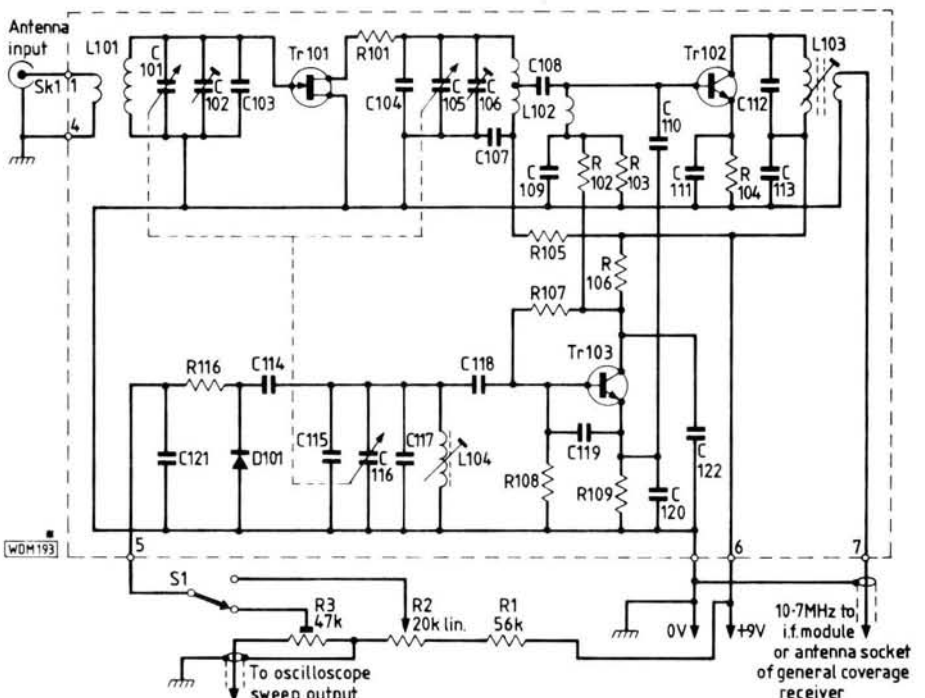 Antenna
input
Sk1
1
4
L101
C
101
C
102
C103
Tr101
R101
C104
C
105
C
106
C107
C108
L102
C
109
R
102
R
103
C
110
Tr102
C
111
R
104
C112
C
113
L103
R105
R
106
R107
Tr103
R116
C114
C118
C121
D101
C115
C
116
C117
L104
R108
C119
R109
C
120
C
122
WDM193
5
6
7
S1
R3
47k
R2
20k lin.
R1
56k
To oscilloscope
sweep output
0V
+9V
10·7MHz to
i.f. module
or antenna socket
of general coverage
receiver